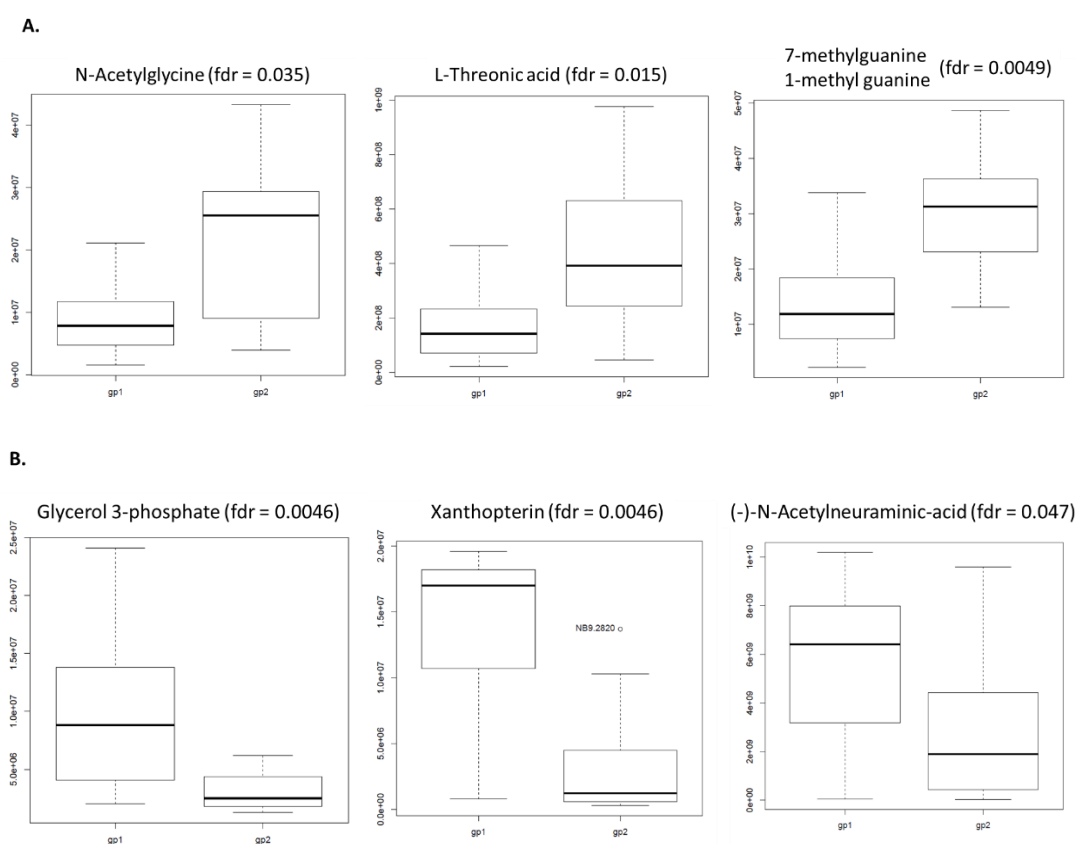 A.
N-Acetylglycine (fdr = 0.035)
L-Threonic acid (fdr = 0.015)
7-methylguanine
1-methyl guanine
(fdr = 0.0049)
4e+07
3e+07
2e+07
1e+07
0e+00
gp1
gp2
1e+09
8e+08
6e+08
4e+08
2e+08
0e+00
gp1
gp2
5e+07
4e+07
3e+07
2e+07
1e+07
gp1
gp2
B.
Glycerol 3-phosphate (fdr = 0.0046)
Xanthopterin (fdr = 0.0046)
(-)-N-Acetylneuraminic-acid (fdr = 0.047)
2.5e+07
2.0e+07
1.5e+07
1.0e+07
5.0e+06
gp1
gp2
2.0e+07
1.5e+07
1.0e+07
5.0e+06
0.0e+00
NB9.2820
gp1
gp2
1e+10
8e+09
6e+09
4e+09
2e+09
0e+00
gp1
gp2